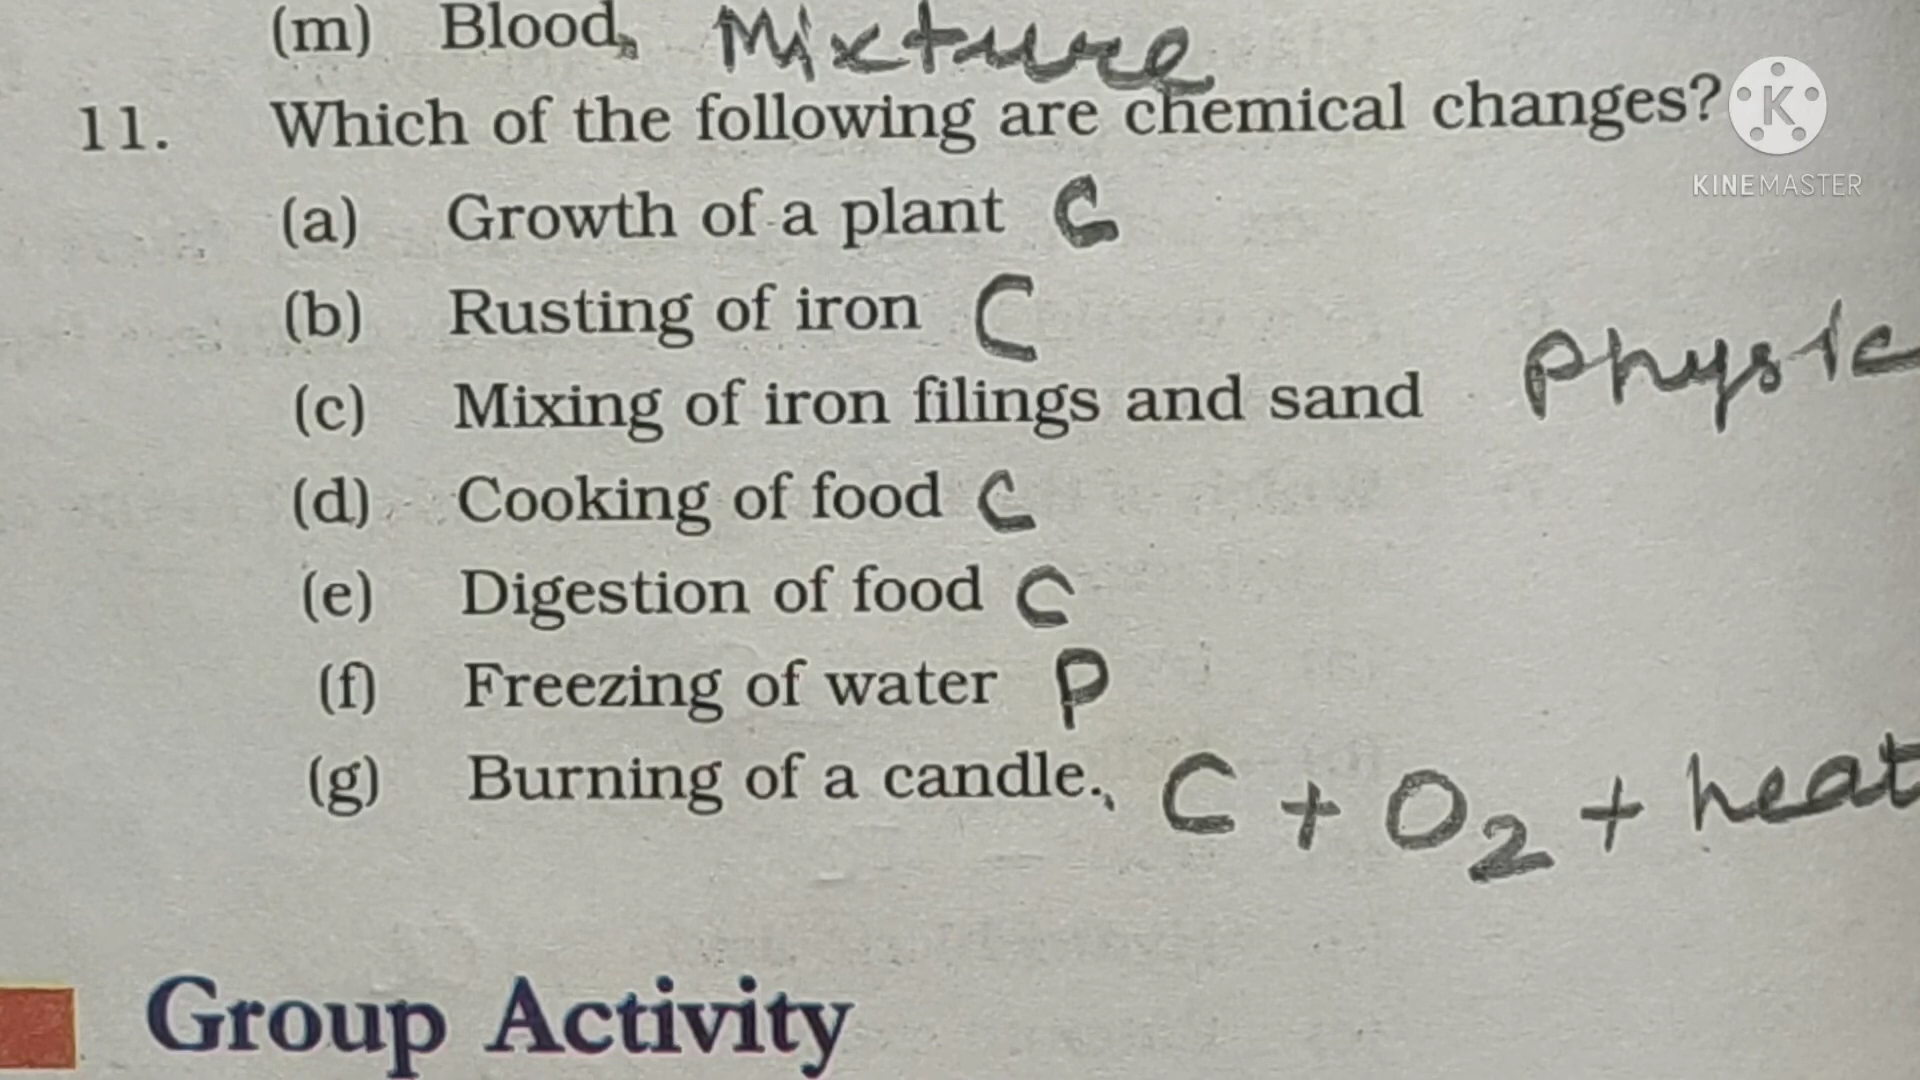 (m) Blood, Mixture
11. Which of the following are chemical changes?
K
KINEMASTER
(a) Growth of a plant C
(b) Rusting of iron C
(c) Mixing of iron filings and sand Physic
(d) Cooking of food C
(e) Digestion of food C
(f) Freezing of water P
(g) Burning of a candle., C + O2 + heat
Group Activity